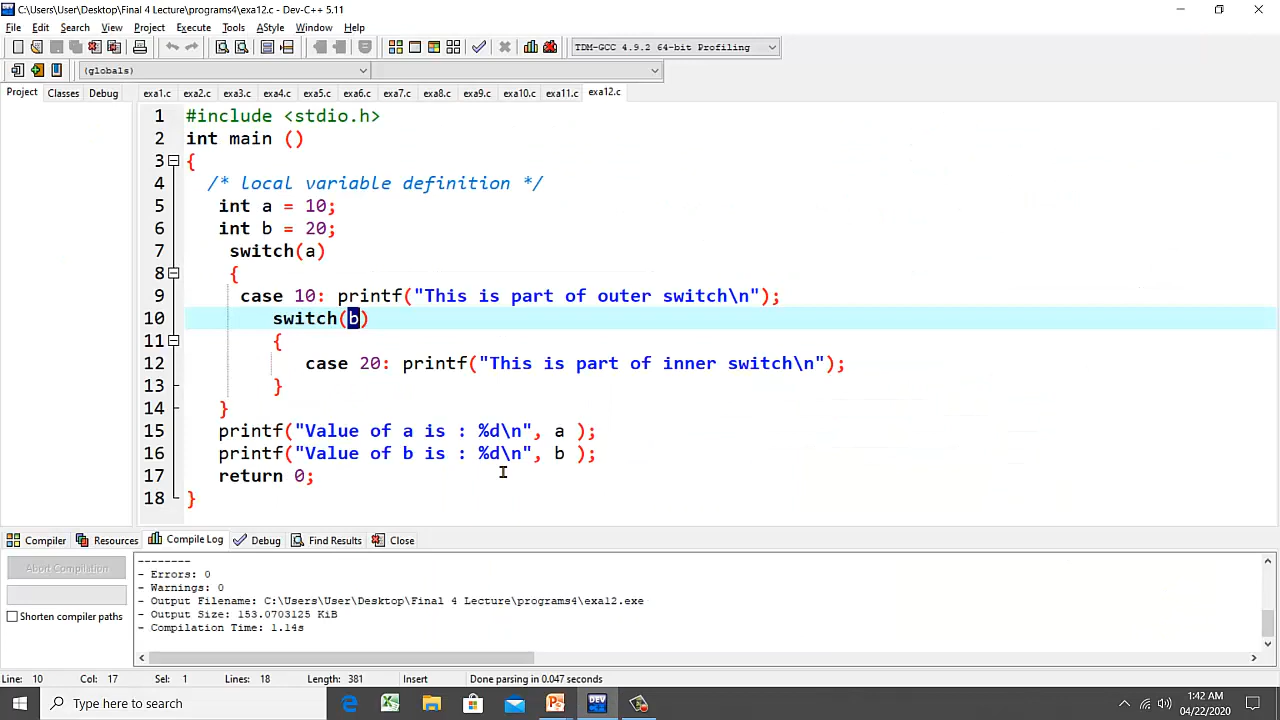 C:\Users\User\Desktop\Final 4 Lecture\programs4\exa12.c - Dev-C++ 5.11
File Edit Search View Project Execute Tools AStyle Window Help
TDM-GCC 4.9.2 64-bit Profiling
(globals)
Project Classes Debug exa1.c exa2.c exa3.c exa4.c exa5.c exa6.c exa7.c exa8.c exa9.c exa10.c exa11.c exa12.c
1 #include <stdio.h>
2 int main ()
3 {
4 /* local variable definition */
5 int a = 10;
6 int b = 20;
7 switch(a)
8 {
9 case 10: printf("This is part of outer switch\n");
10 switch(b)
11 {
12 case 20: printf("This is part of inner switch\n");
13 }
14 }
15 printf("Value of a is : %d\n", a );
16 printf("Value of b is : %d\n", b );
17 return 0;
18 }
Compiler Resources Compile Log Debug Find Results Close
Abort Compilation
Shorten compiler paths
--------
- Errors: 0
- Warnings: 0
- Output Filename: C:\Users\User\Desktop\Final 4 Lecture\programs4\exa12.exe
- Output Size: 153.0703125 KiB
- Compilation Time: 1.14s
Line: 10 Col: 17 Sel: 1 Lines: 18 Length: 381 Insert Done parsing in 0.047 seconds
Type here to search
DEV
1:42 AM
04/22/2020